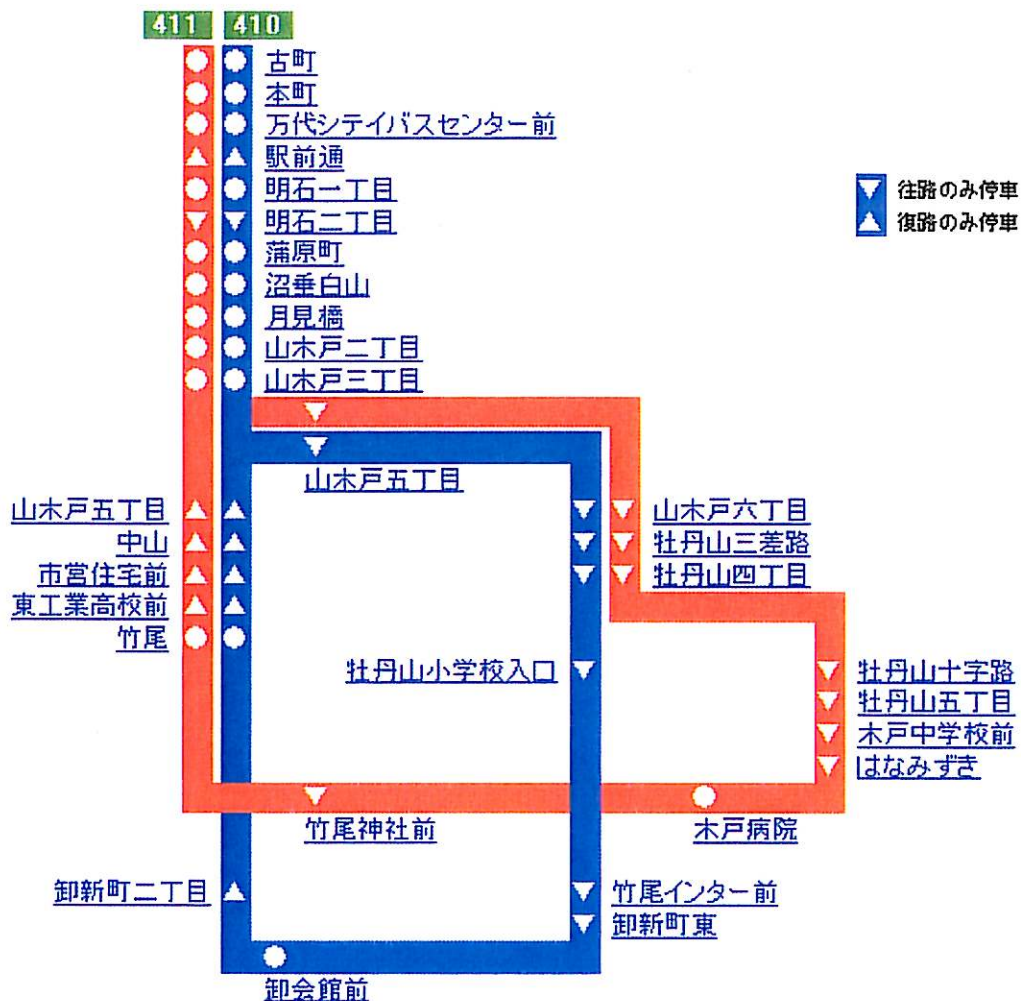 411 410
古町
本町
万代シテイバスセンター前
駅前通
明石一丁目
明石二丁目
蒲原町
沼垂白山
月見橋
山木戸二丁目
山木戸三丁目
往路のみ停車
復路のみ停車
山木戸五丁目
山木戸五丁目
中山
市営住宅前
東工業高校前
竹尾
山木戸六丁目
牡丹山三差路
牡丹山四丁目
牡丹山小学校入口
牡丹山十字路
牡丹山五丁目
木戸中学校前
はなみずき
竹尾神社前
木戸病院
卸新町二丁目
竹尾インター前
卸新町東
卸会館前